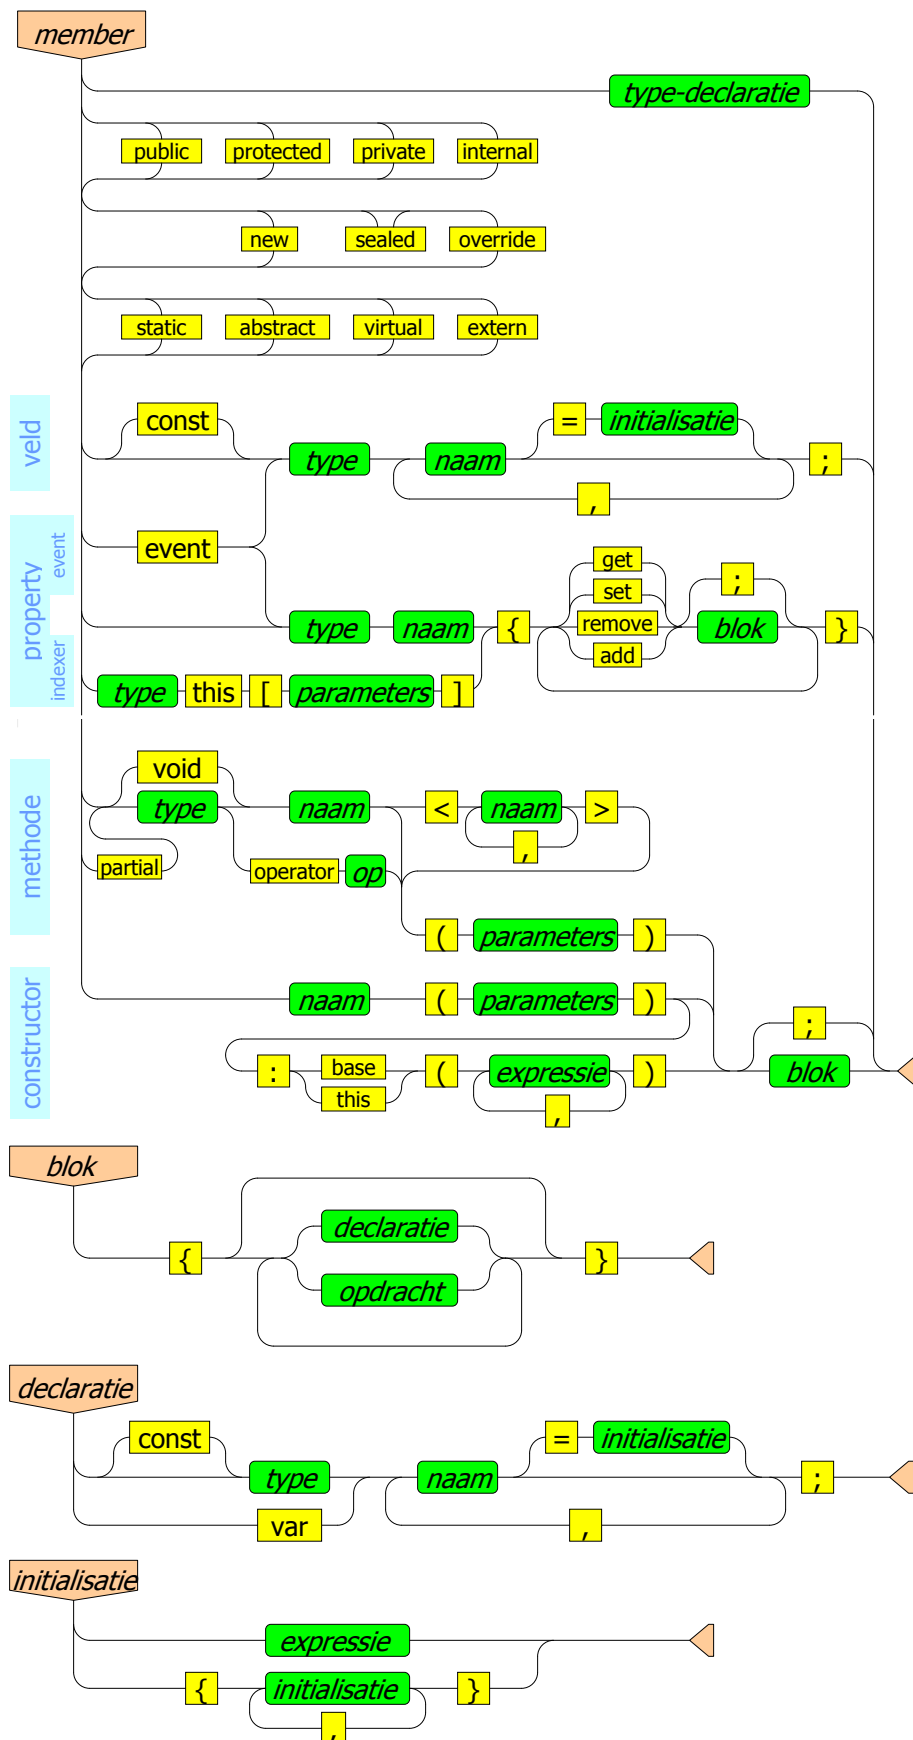 member
type-declaratie
public protected private internal
new sealed override
static abstract virtual extern
veld
const = initialisatie
type naam ;
,
property
event
indexer
event
get ;
set
type naam { remove blok }
add
type this [ parameters ]
methode
void
type naam < naam >
,
partial operator op
( parameters )
constructor
naam ( parameters )
;
: base ( expressie ) blok
this ,
blok
declaratie
{ }
opdracht
declaratie
const = initialisatie
type naam ;
var ,
initialisatie
expressie
{ initialisatie }
,